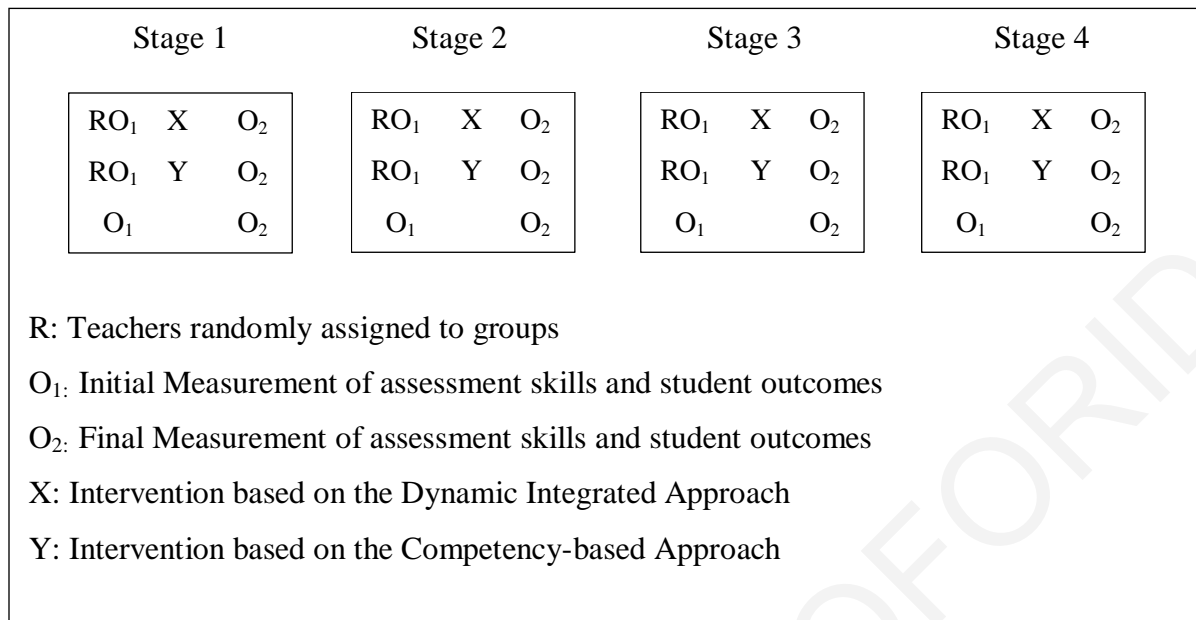 Stage 1 Stage 2 Stage 3 Stage 4
RO₁ X O₂ RO₁ X O₂ RO₁ X O₂ RO₁ X O₂
RO₁ Y O₂ RO₁ Y O₂ RO₁ Y O₂ RO₁ Y O₂
O₁ O₂ O₁ O₂ O₁ O₂ O₁ O₂
R: Teachers randomly assigned to groups
O₁: Initial Measurement of assessment skills and student outcomes
O₂: Final Measurement of assessment skills and student outcomes
X: Intervention based on the Dynamic Integrated Approach
Y: Intervention based on the Competency-based Approach